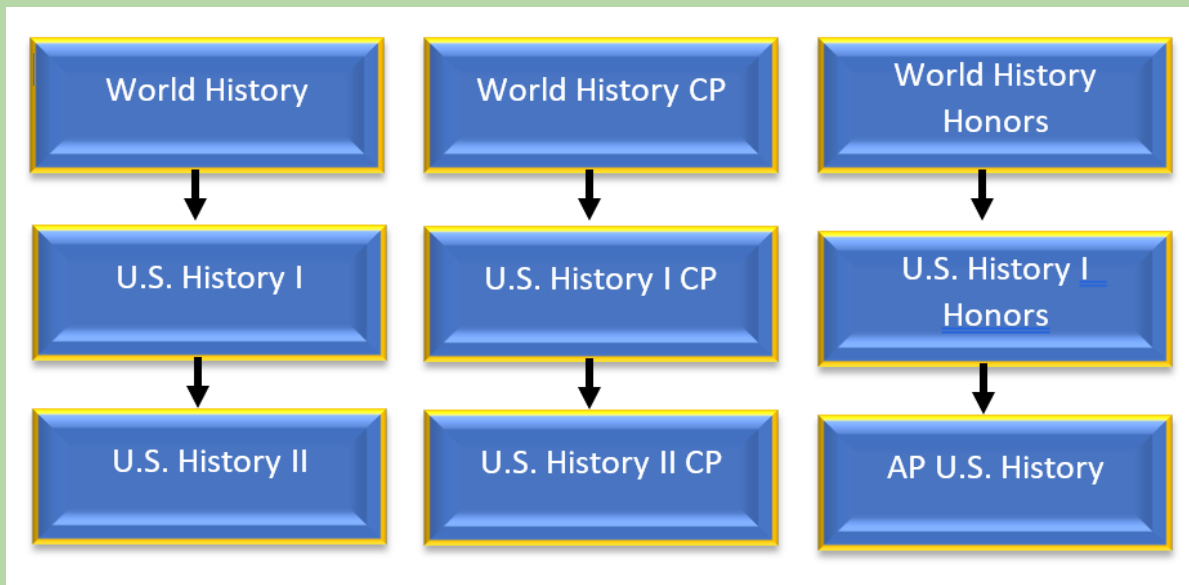 World History
World History CP
World History
Honors
U.S. History I
U.S. History I CP
U.S. History I
Honors
U.S. History II
U.S. History II CP
AP U.S. History